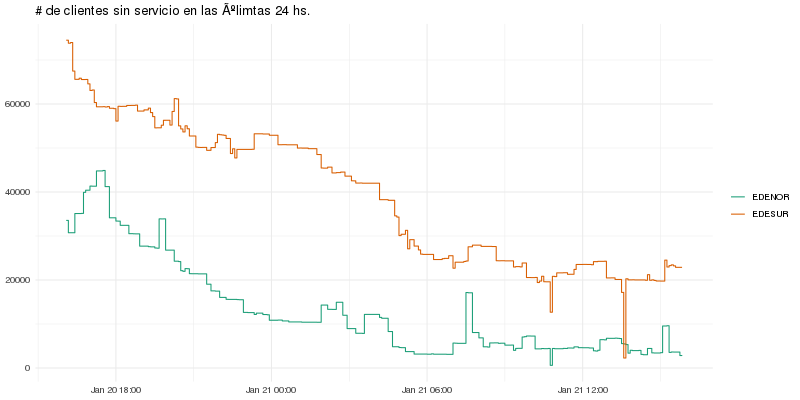 # de clientes sin servicio en las Ãºlimtas 24 hs.
60000
40000
20000
0
Jan 20 18:00
Jan 21 00:00
Jan 21 06:00
Jan 21 12:00
EDENOR
EDESUR